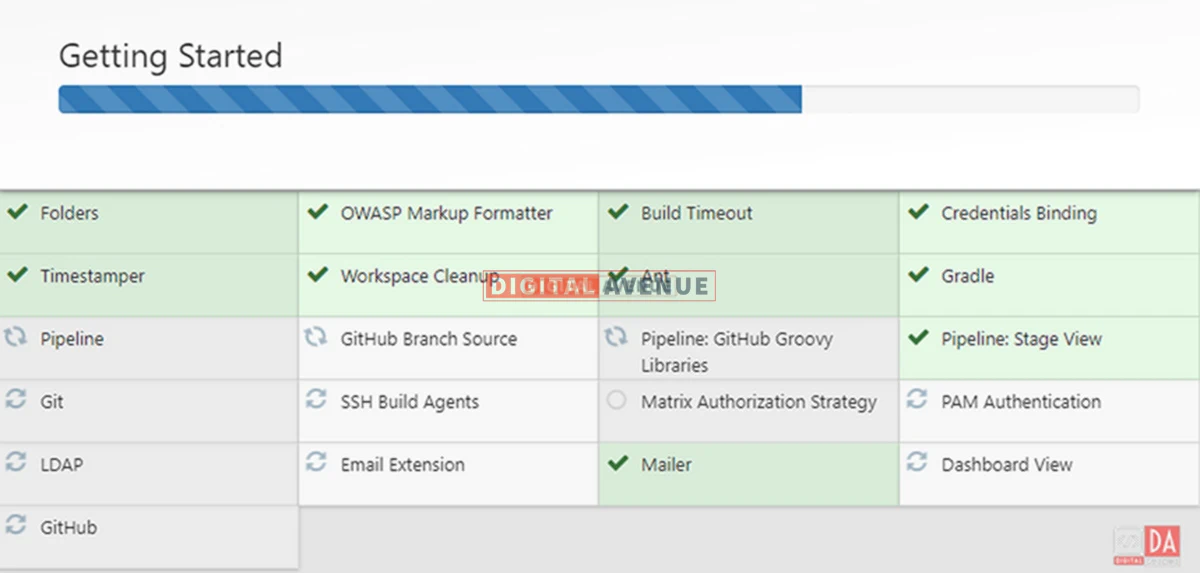 Getting Started
Folders
OWASP Markup Formatter
Build Timeout
Credentials Binding
Timestamper
Workspace Cleanup
Ant
Gradle
DIGITAL AVENUE
Pipeline
GitHub Branch Source
Pipeline: GitHub Groovy
Libraries
Pipeline: Stage View
Git
SSH Build Agents
Matrix Authorization Strategy
PAM Authentication
LDAP
Email Extension
Mailer
Dashboard View
GitHub
DA
DIGITAL